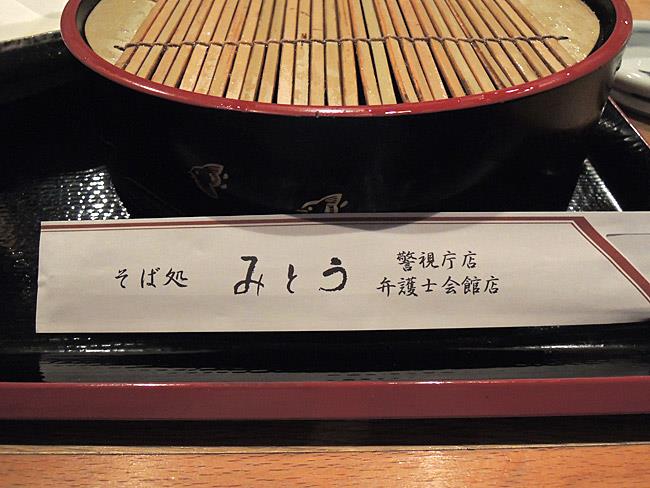 そば処 みとう
警視庁店
弁護士会館店